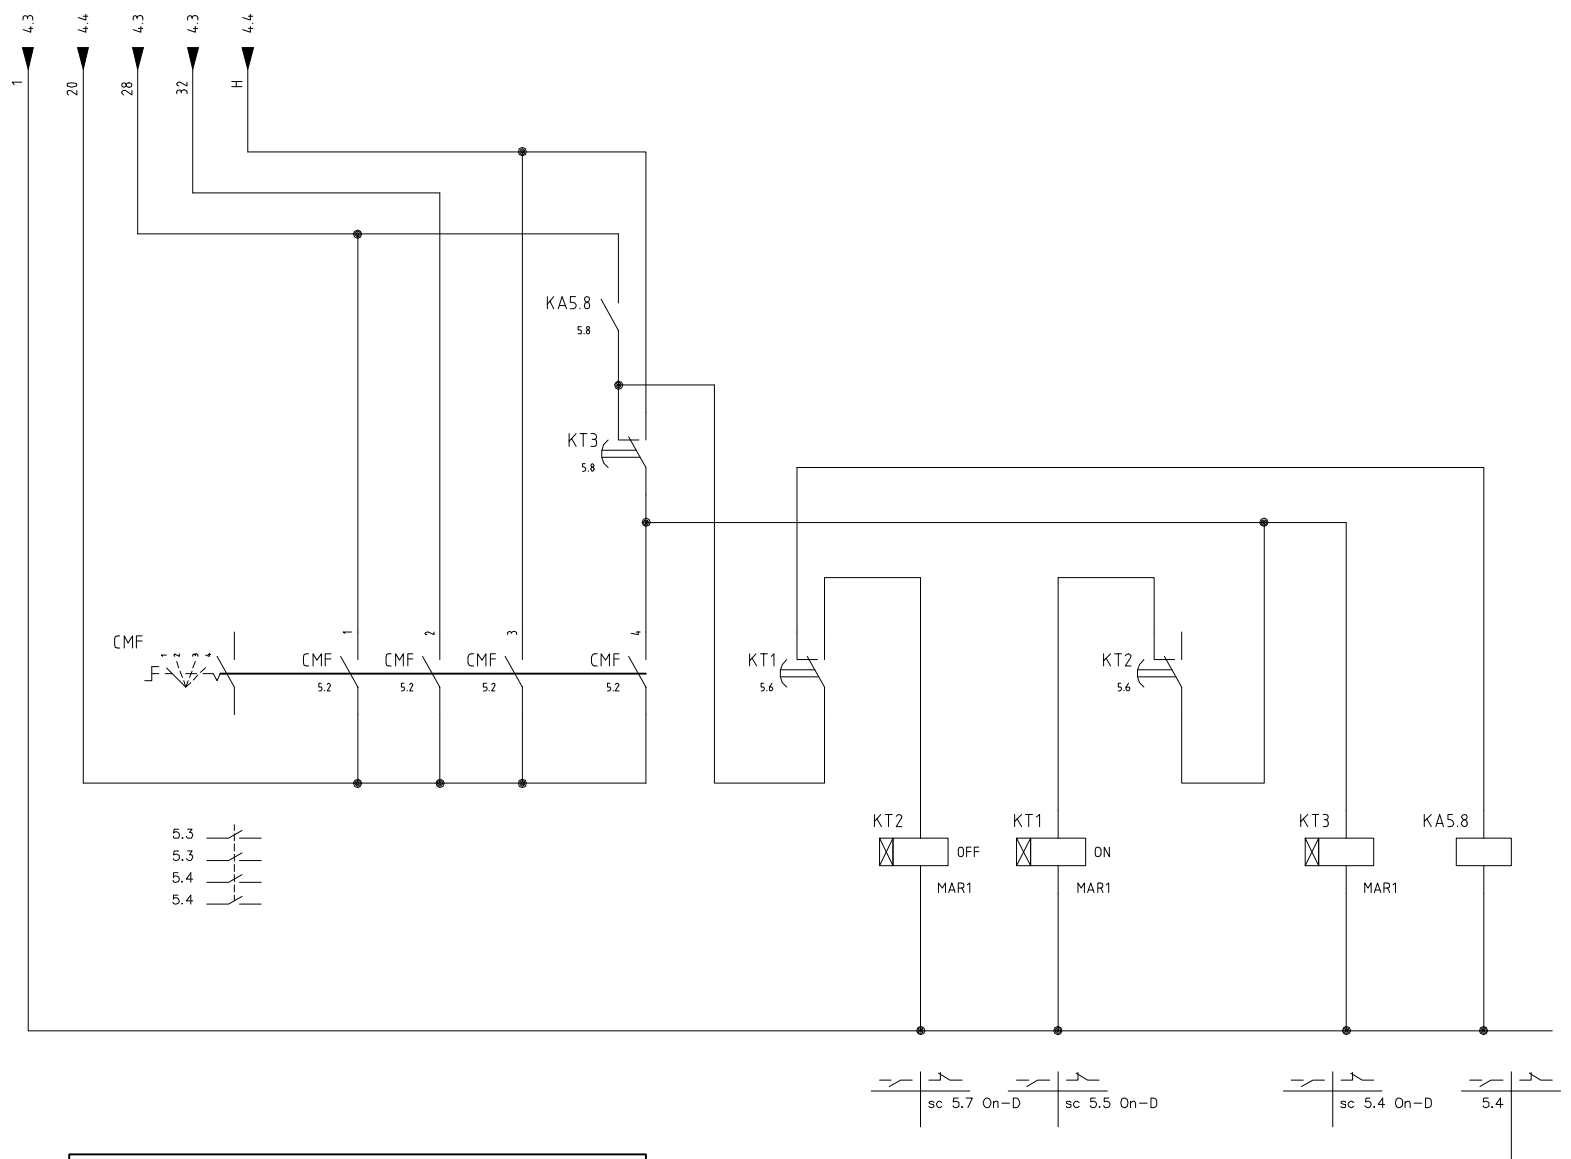 4.3
4.4
4.3
4.3
4.4
1
20
28
32
H
KA5.8
5.8
KT3
5.8
1
2
3
4
CMF
1
2
3
4
CMF
5.2
CMF
5.2
CMF
5.2
CMF
5.2
KT1
5.6
KT2
5.6
KT2
KT1
KT3
KA5.8
OFF
ON
MAR1
MAR1
MAR1
5.3
5.3
5.4
5.4
sc 5.7 On-D
sc 5.5 On-D
sc 5.4 On-D
5.4